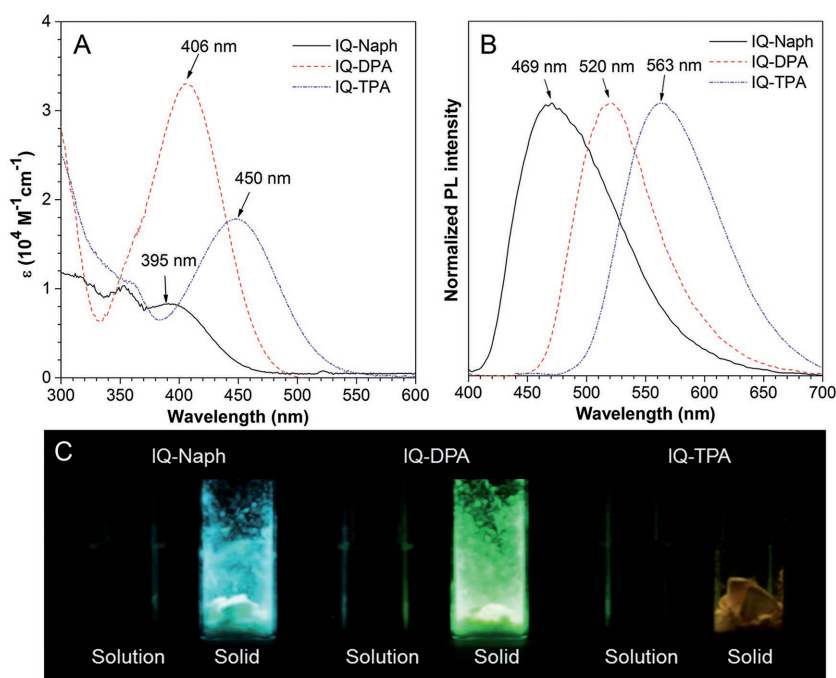 A
406 nm
IQ-Naph
IQ-DPA
IQ-TPA
450 nm
395 nm
4
3
2
1
0
ε (10⁴ M⁻¹cm⁻¹)
300 350 400 450 500 550 600
Wavelength (nm)
B
469 nm 520 nm 563 nm
IQ-Naph
IQ-DPA
IQ-TPA
Normalized PL intensity
400 450 500 550 600 650 700
Wavelength (nm)
C
IQ-Naph IQ-DPA IQ-TPA
Solution Solid Solution Solid Solution Solid